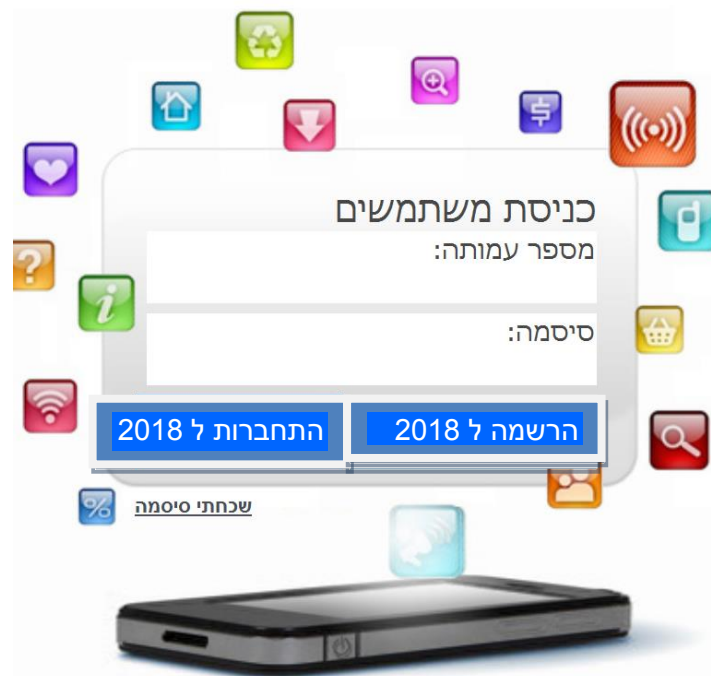 כניסת משתמשים
מספר עמותה:
סיסמה:
הרשמה ל 2018
התחברות ל 2018
שכחתי סיסמה